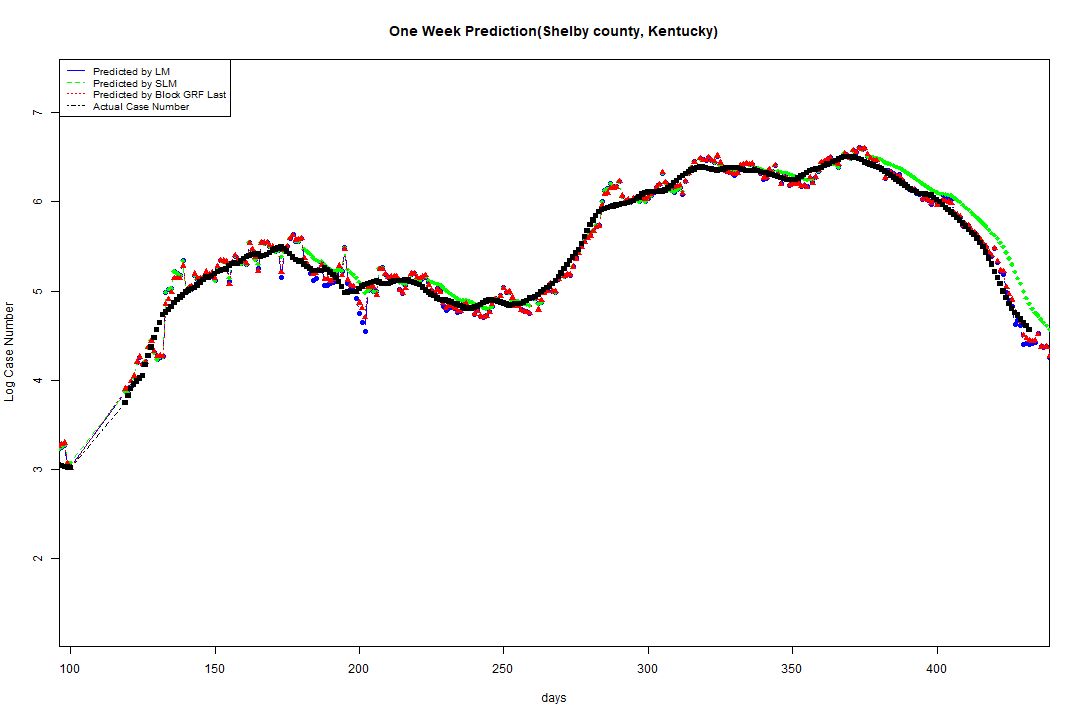 One Week Prediction(Shelby county, Kentucky)
Predicted by LM
Predicted by SLM
Predicted by Block GRF Last
Actual Case Number
7
6
5
4
3
2
Log Case Number
100 150 200 250 300 350 400
days